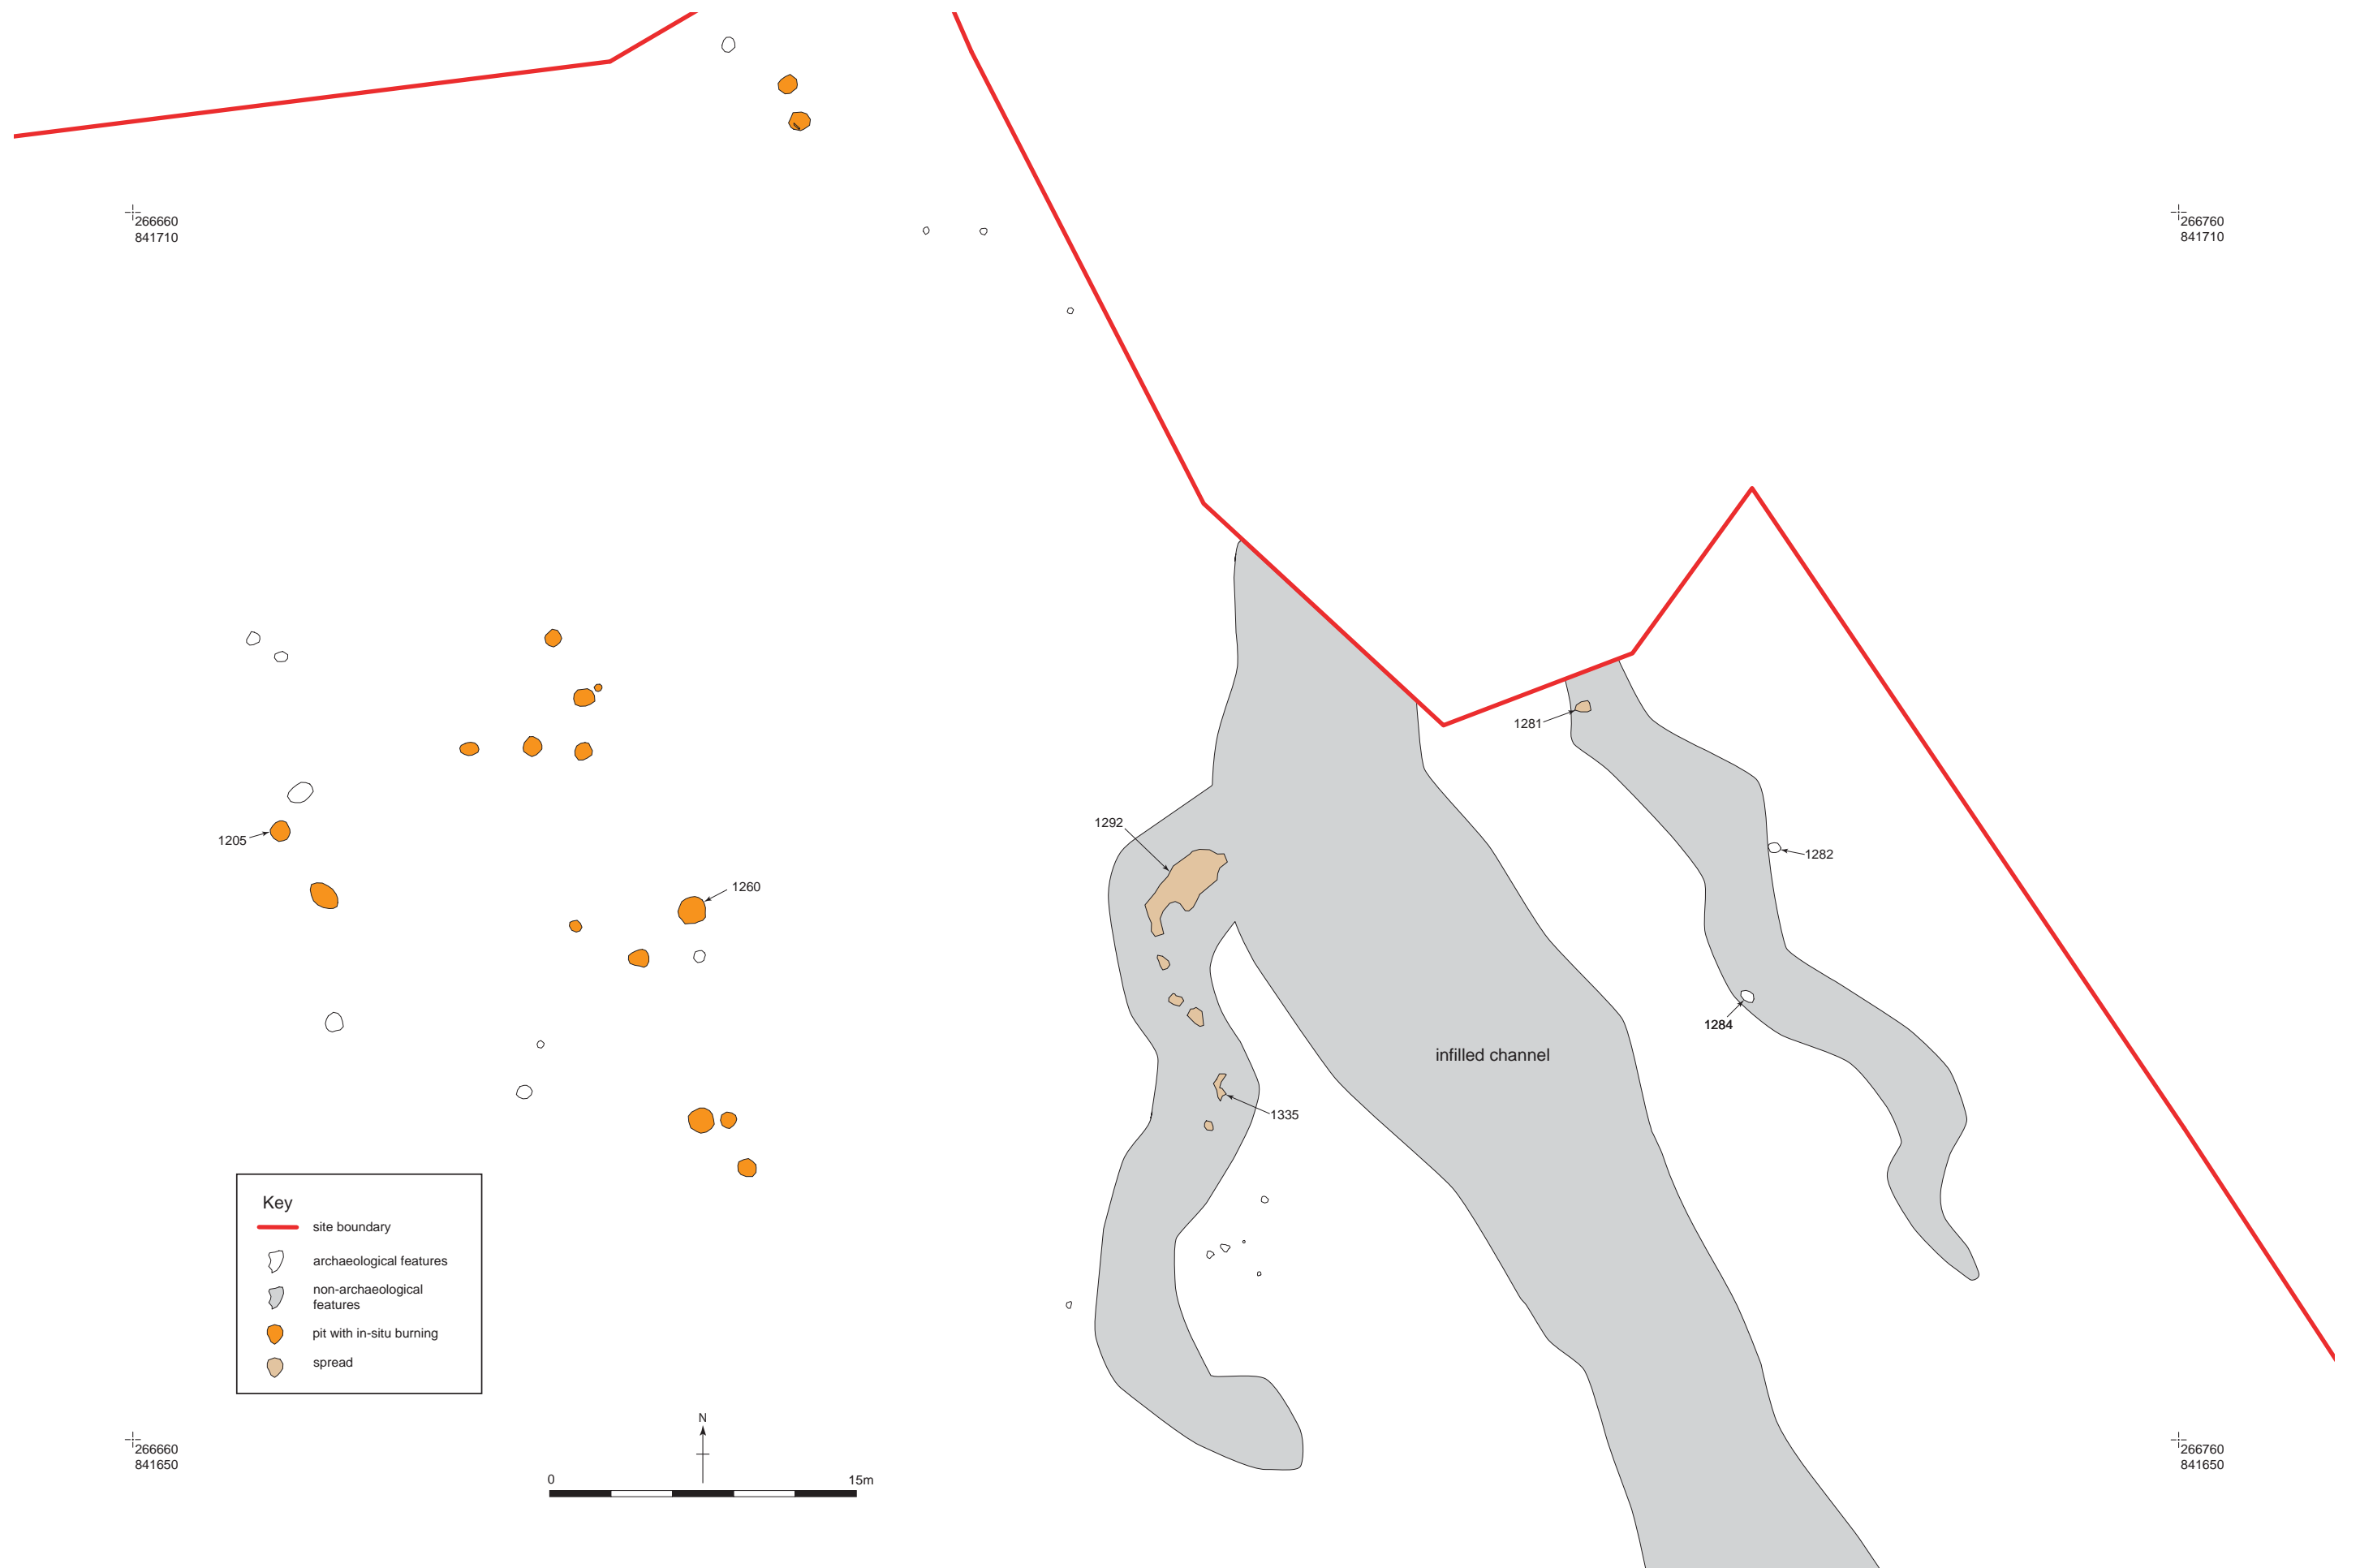 266660
841710
266760
841710
1281
1292
1205
1282
1260
1284
infilled channel
1335
Key
site boundary
archaeological features
non-archaeological
features
pit with in-situ burning
spread
N
266660
841650
266760
841650
0 15m